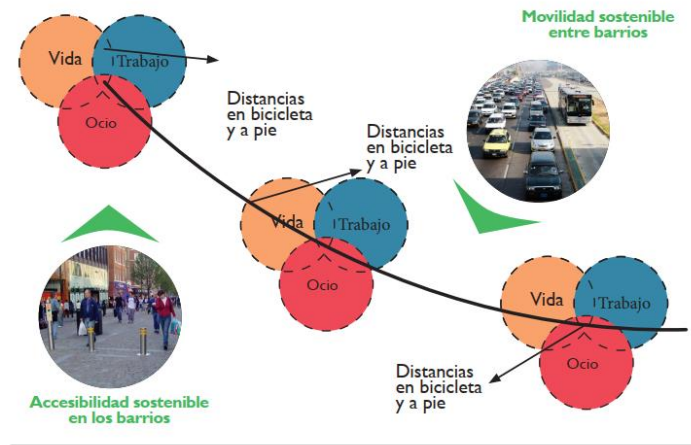 Movilidad sostenible
entre barrios
Vida
Trabajo
Ocio
Distancias
en bicicleta
y a pie
Distancias
en bicicleta
y a pie
Vida
Trabajo
Ocio
Vida
Trabajo
Ocio
Distancias
en bicicleta
y a pie
Accesibilidad sostenible
en los barrios